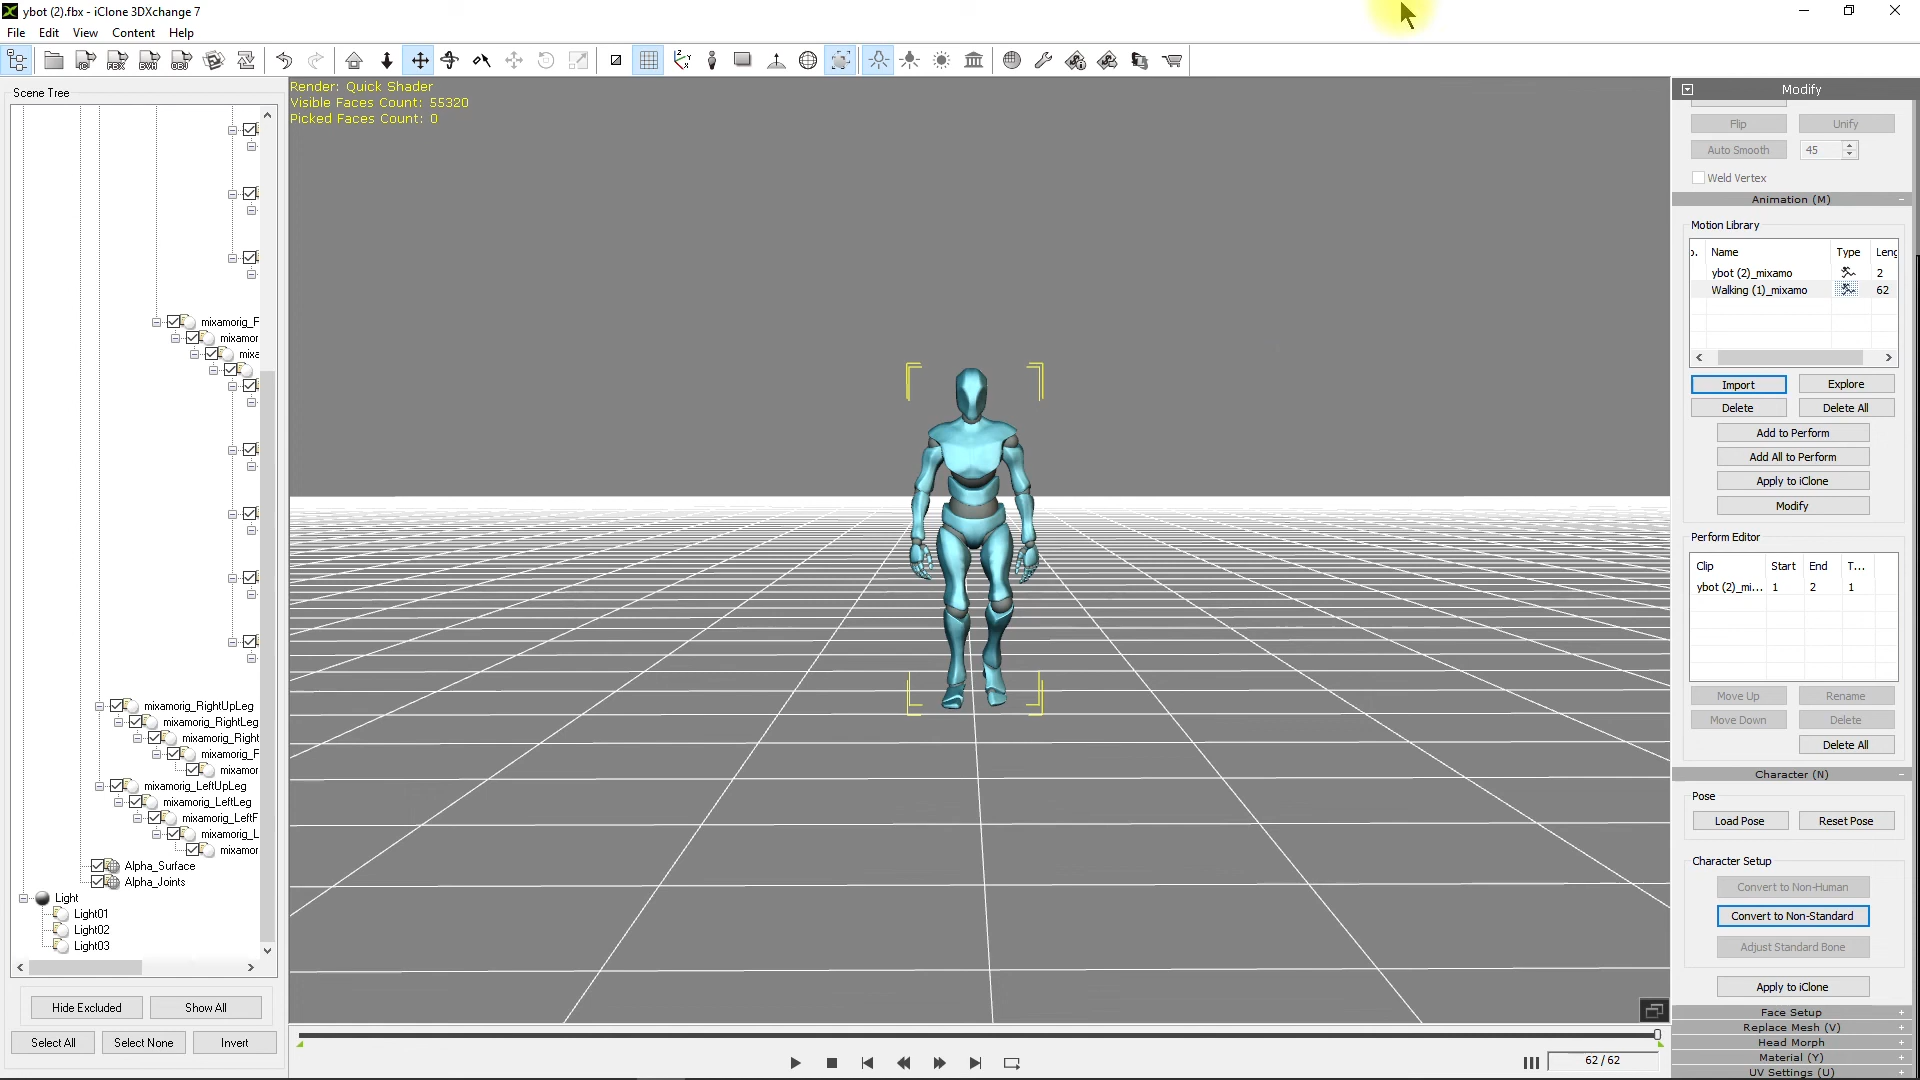 ybot (2).fbx - iClone 3DXchange 7
File Edit View Content Help
Scene Tree
mixamorig_F
mixamor
mixa
mixamorig_RightUpLeg
mixamorig_RightLeg
mixamorig_Right
mixamorig_F
mixamor
mixamorig_LeftUpLeg
mixamorig_LeftLeg
mixamorig_LeftF
mixamorig_L
mixamor
Alpha_Surface
Alpha_Joints
Light
Light01
Light02
Light03
Hide Excluded Show All
Select All Select None Invert
Render: Quick Shader
Visible Faces Count: 55320
Picked Faces Count: 0
62 / 62
Modify
Flip Unify
Auto Smooth 45
Weld Vertex
Animation (M)
Motion Library
Name Type Leng
ybot (2)_mixamo 2
Walking (1)_mixamo 62
Import Explore
Delete Delete All
Add to Perform
Add All to Perform
Apply to iClone
Modify
Perform Editor
Clip Start End T...
ybot (2)_mi... 1 2 1
Move Up Rename
Move Down Delete
Delete All
Character (N)
Pose
Load Pose Reset Pose
Character Setup
Convert to Non-Human
Convert to Non-Standard
Adjust Standard Bone
Apply to iClone
Face Setup
Replace Mesh (V)
Head Morph
Material (Y)
UV Settings (U)